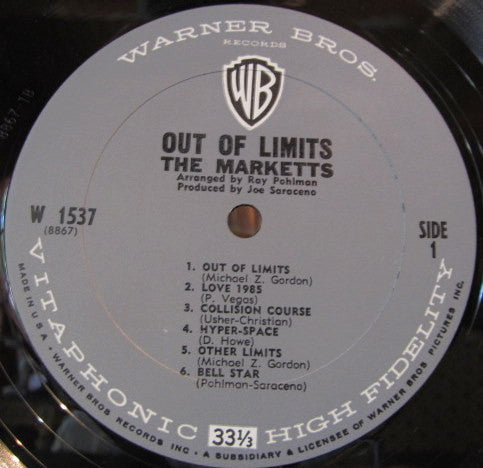 WARNER BROS.
RECORDS
WB
OUT OF LIMITS
THE MARKETTS
Arranged by Ray Pohlman
Produced by Joe Saraceno
W 1537
(8867)
SIDE
1
1. OUT OF LIMITS
(Michael Z. Gordon)
2. LOVE 1985
(P. Vegas)
3. COLLISION COURSE
(Usher-Christian)
4. HYPER-SPACE
(D. Howe)
5. OTHER LIMITS
(Michael Z. Gordon)
6. BELL STAR
(Pohlman-Saraceno)
VITAPHONIC HIGH FIDELITY
33⅓
MADE IN U.S.A. • WARNER BROS. RECORDS INC. • A SUBSIDIARY & LICENSEE OF WARNER BROS. PICTURES INC.
8867 1B